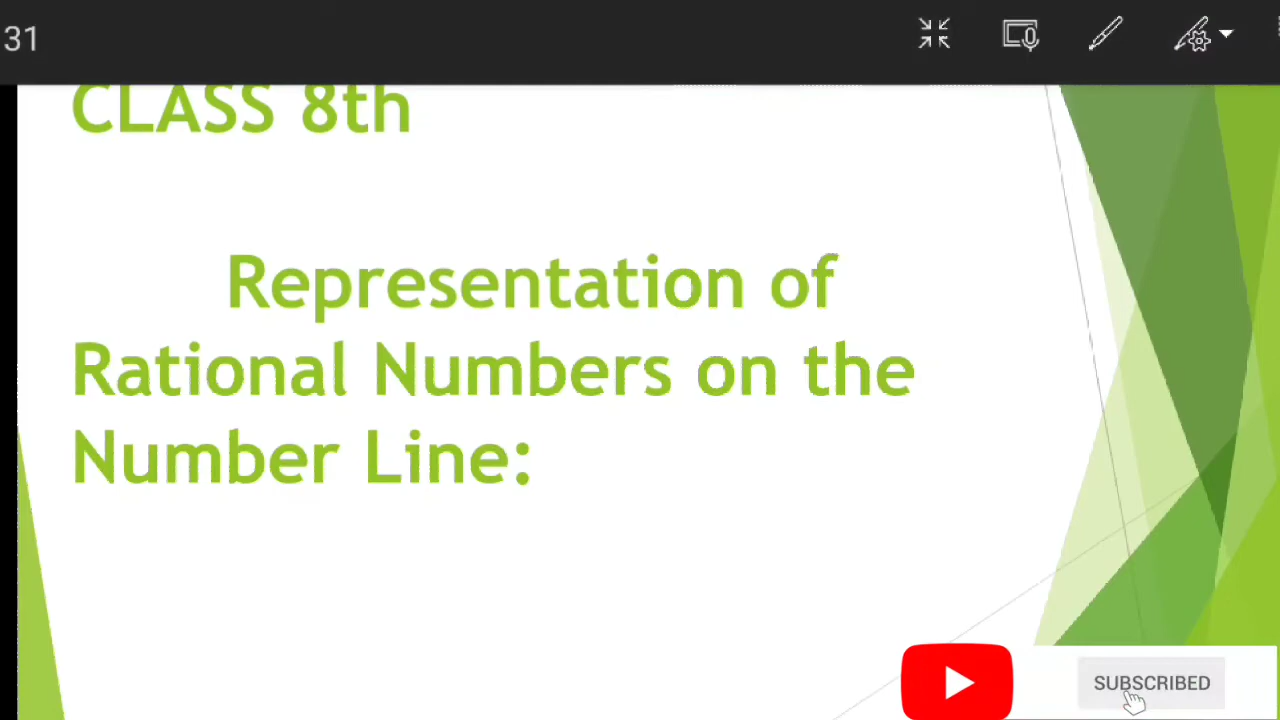 31
CLASS 8th
Representation of
Rational Numbers on the
Number Line:
SUBSCRIBED